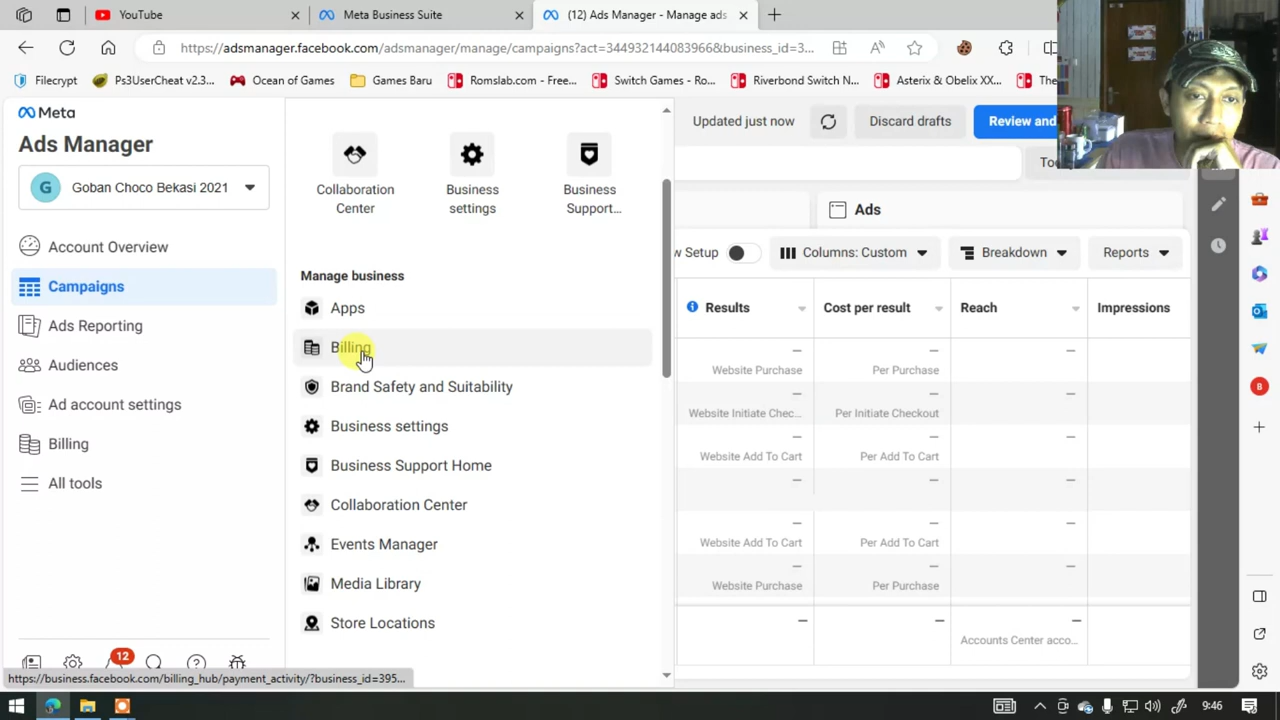 YouTube
Meta Business Suite
(12) Ads Manager - Manage ads
https://adsmanager.facebook.com/adsmanager/manage/campaigns?act=344932144083966&business_id=3...
Filecrypt
Ps3UserCheat v2.3...
Ocean of Games
Games Baru
Romslab.com - Free...
Switch Games - Ro...
Riverbond Switch N...
Asterix & Obelix XX...
The
Meta
Ads Manager
G
Goban Choco Bekasi 2021
Account Overview
Campaigns
Ads Reporting
Audiences
Ad account settings
Billing
All tools
12
Collaboration
Center
Business
settings
Business
Support...
Manage business
Apps
Billing
Brand Safety and Suitability
Business settings
Business Support Home
Collaboration Center
Events Manager
Media Library
Store Locations
Updated just now
Discard drafts
Review and
Ads
w Setup
Columns: Custom
Breakdown
Reports
Results
Cost per result
Reach
Impressions
—
—
—
Website Purchase
Per Purchase
—
—
—
Website Initiate Chec...
Per Initiate Checkout
—
—
—
Website Add To Cart
Per Add To Cart
—
—
—
—
—
—
Website Add To Cart
Per Add To Cart
—
—
—
Website Purchase
Per Purchase
—
—
—
Accounts Center acco...
B
https://business.facebook.com/billing_hub/payment_activity/?business_id=395...
9:46